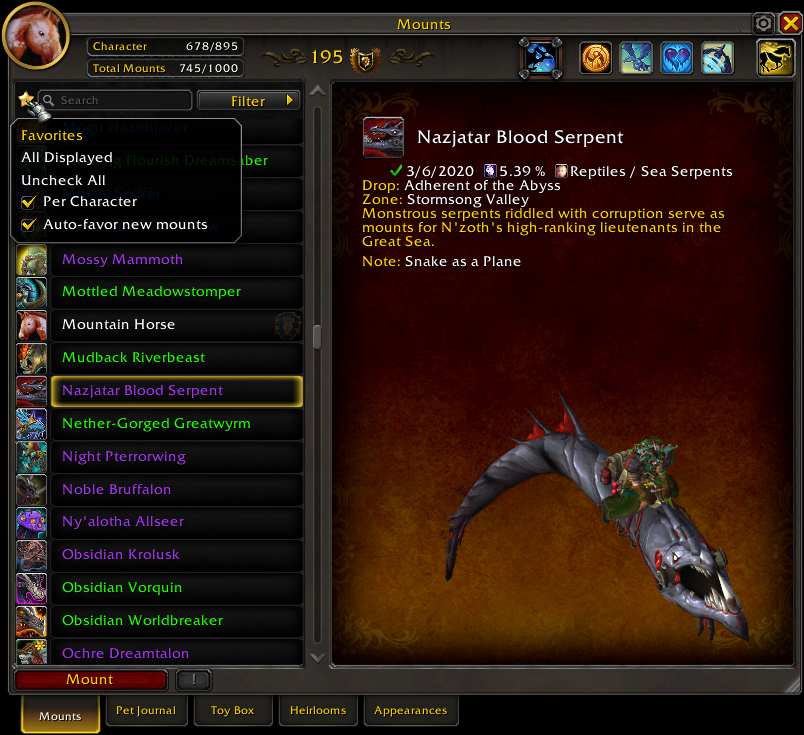 Mounts
Character 678/895
Total Mounts 745/1000
195
Search
Filter
Favorites
All Displayed
Uncheck All
Per Character
Auto-favor new mounts
Hazeblazer
Flourish Dreamsaber
Mossy Mammoth
Mottled Meadowstomper
Mountain Horse
Mudback Riverbeast
Nazjatar Blood Serpent
Nether-Gorged Greatwyrm
Night Pterrorwing
Noble Bruffalon
Ny'alotha Allseer
Obsidian Krolusk
Obsidian Vorquin
Obsidian Worldbreaker
Ochre Dreamtalon
Nazjatar Blood Serpent
3/6/2020 5.39 % Reptiles / Sea Serpents
Drop: Adherent of the Abyss
Zone: Stormsong Valley
Monstrous serpents riddled with corruption serve as
mounts for N'zoth's high-ranking lieutenants in the
Great Sea.
Note: Snake as a Plane
Mount
!
Mounts
Pet Journal
Toy Box
Heirlooms
Appearances